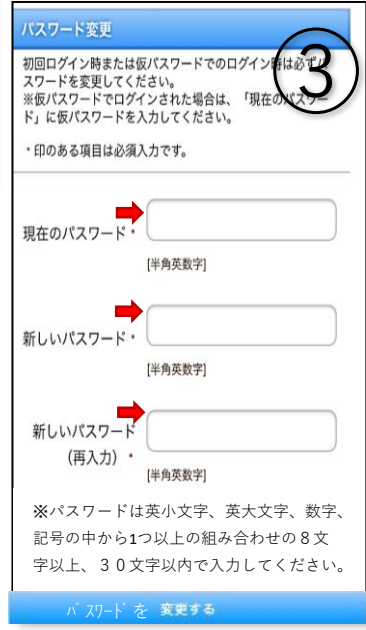 パスワード変更
③
初回ログイン時または仮パスワードでのログイン時は必ずパ
スワードを変更してください。
※仮パスワードでログインされた場合は、「現在のパスワー
ド」に仮パスワードを入力してください。
・印のある項目は必須入力です。
現在のパスワード・
[半角英数字]
新しいパスワード・
[半角英数字]
新しいパスワード
(再入力) ・
[半角英数字]
※パスワードは英小文字、英大文字、数字、
記号の中から1つ以上の組み合わせの８文
字以上、３０文字以内で入力してください。
パスワードを 変更する